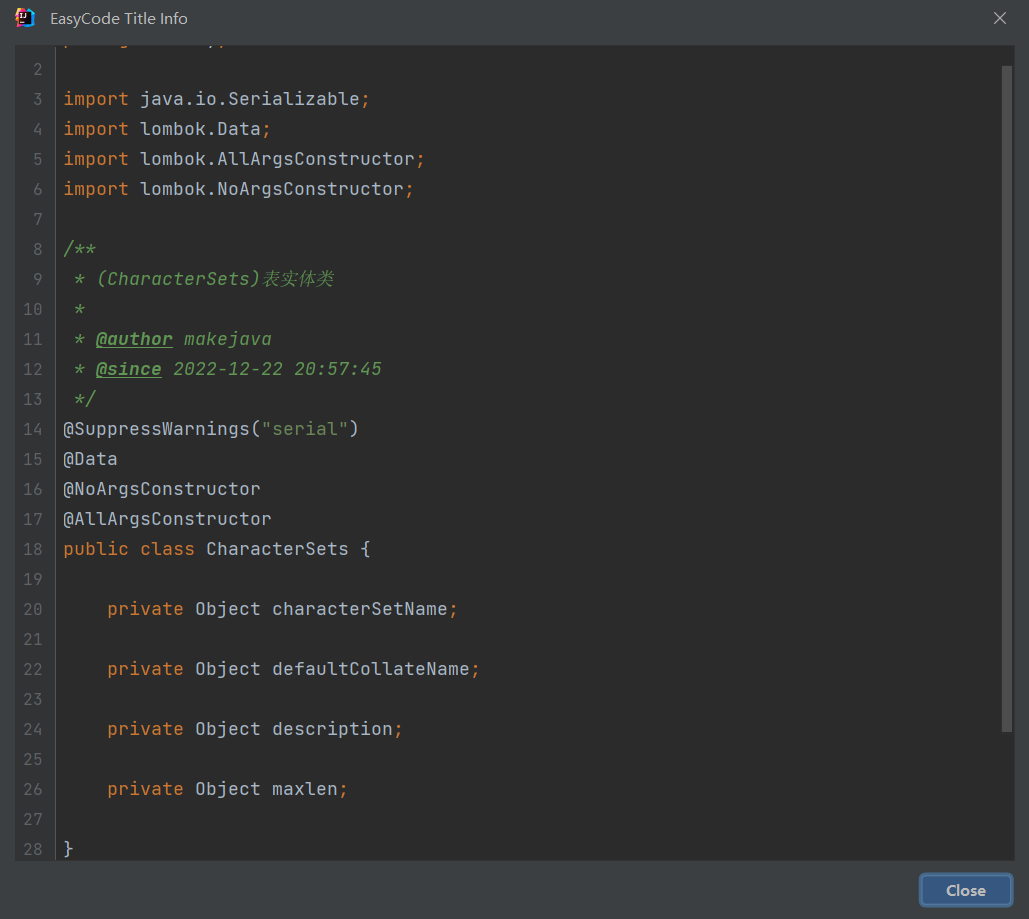 EasyCode Title Info
2
3 import java.io.Serializable;
4 import lombok.Data;
5 import lombok.AllArgsConstructor;
6 import lombok.NoArgsConstructor;
7
8 /**
9 * (CharacterSets)表实体类
10 *
11 * @author makejava
12 * @since 2022-12-22 20:57:45
13 */
14 @SuppressWarnings("serial")
15 @Data
16 @NoArgsConstructor
17 @AllArgsConstructor
18 public class CharacterSets {
19
20 private Object characterSetName;
21
22 private Object defaultCollateName;
23
24 private Object description;
25
26 private Object maxlen;
27
28 }
Close